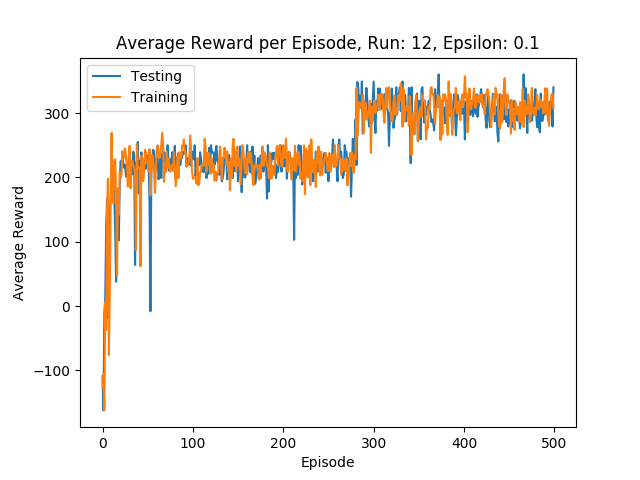 Average Reward per Episode, Run: 12, Epsilon: 0.1
Testing
Training
Average Reward
300
200
100
0
−100
0 100 200 300 400 500
Episode